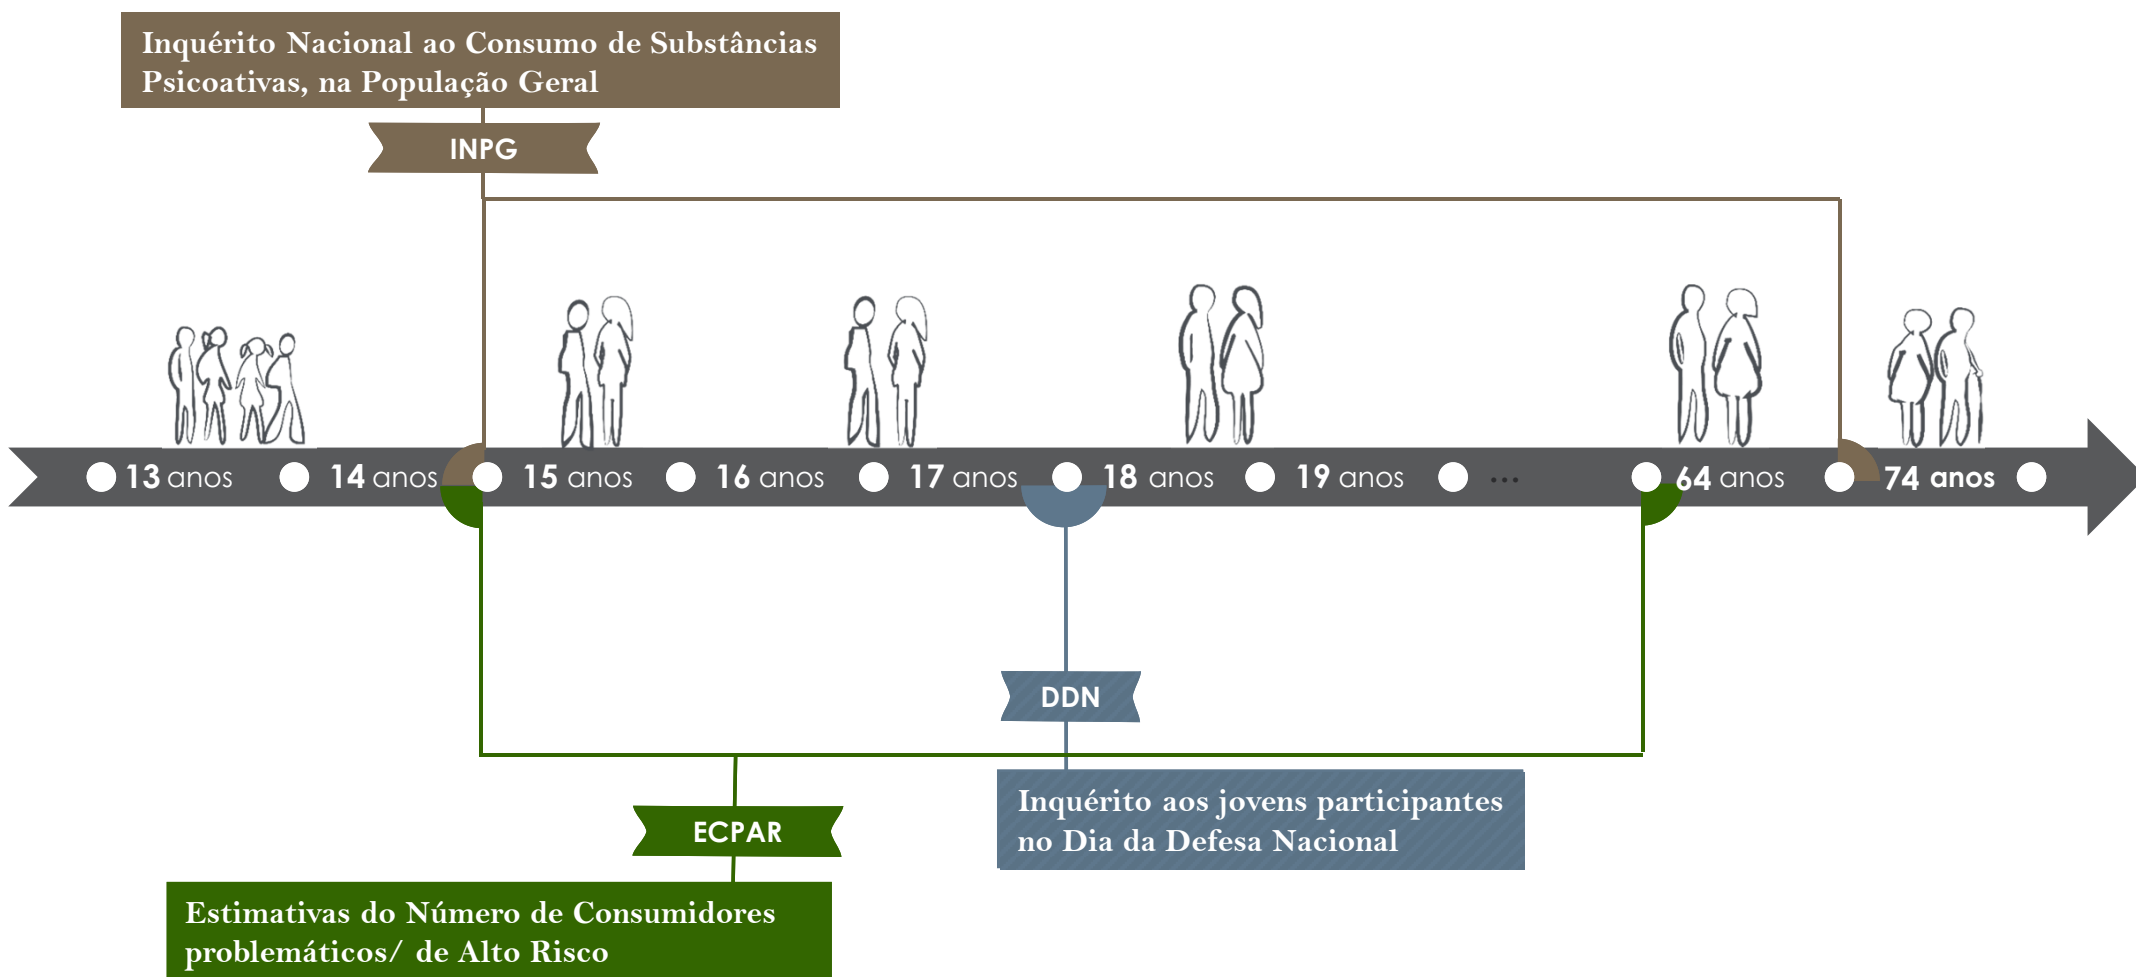 Inquérito Nacional ao Consumo de Substâncias
Psicoativas, na População Geral
INPG
13 anos
14 anos
15 anos
16 anos
17 anos
18 anos
19 anos
...
64 anos
74 anos
DDN
Inquérito aos jovens participantes
no Dia da Defesa Nacional
ECPAR
Estimativas do Número de Consumidores
problemáticos/ de Alto Risco